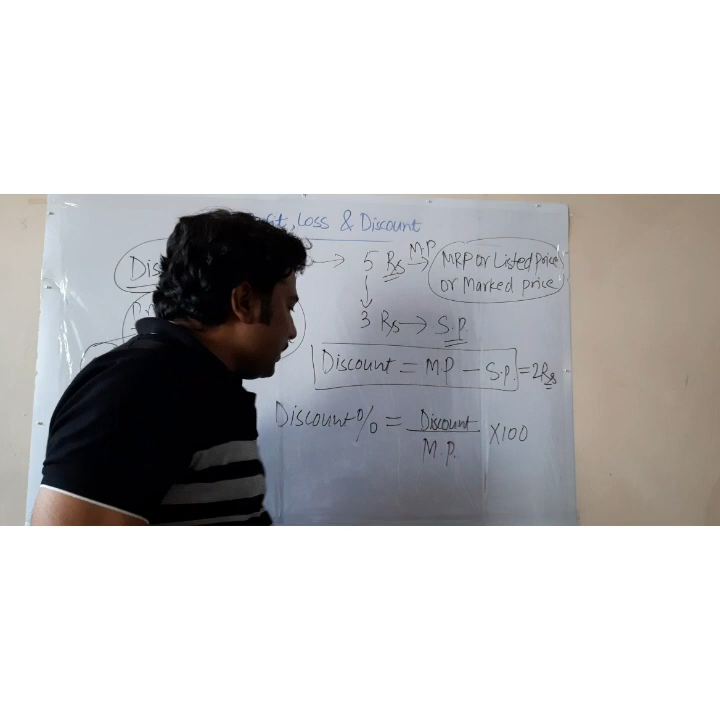 Loss & Discount
→ 5 Rs M.P → MRP or Listed price
or Marked price
↓
3 Rs → S.P.
Discount = M.P - S.P. = 2Rs
Discount% = Discount / M.P. X100